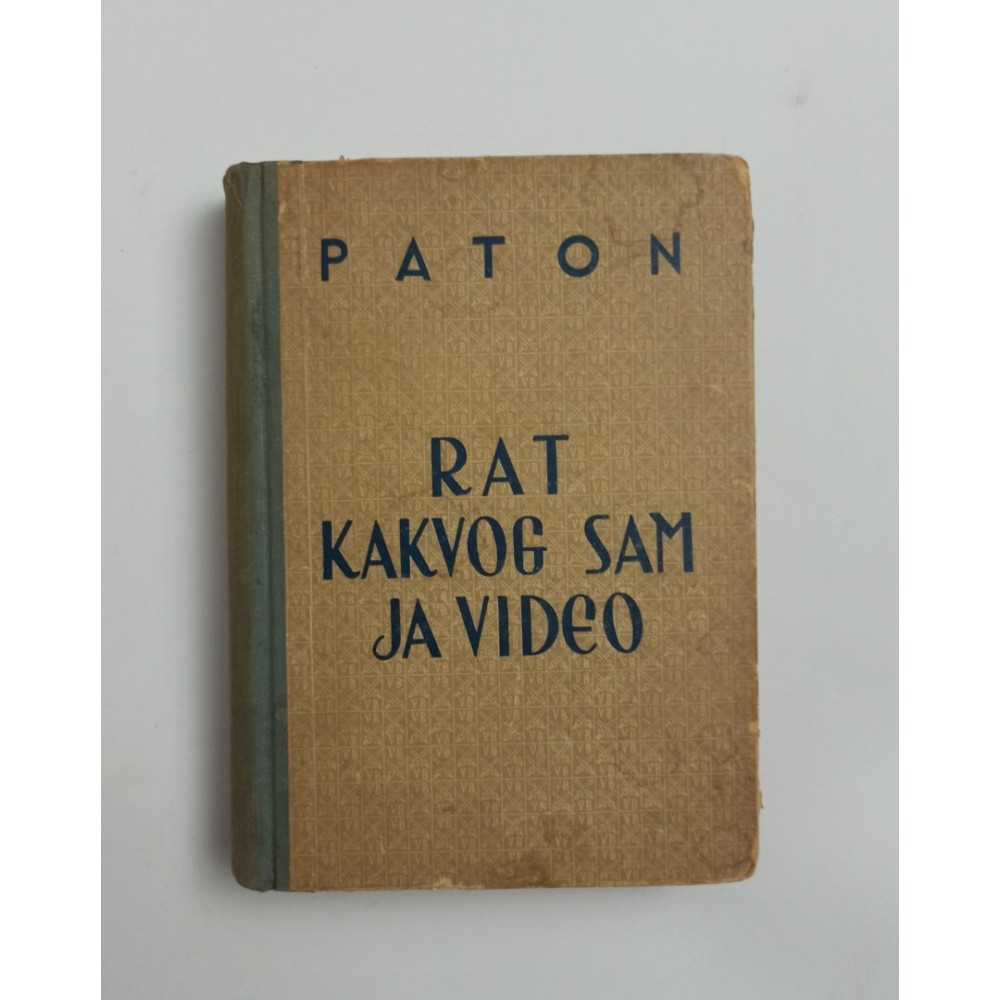 PATON
RAT
KAKVOG SAM
JA VIDEO